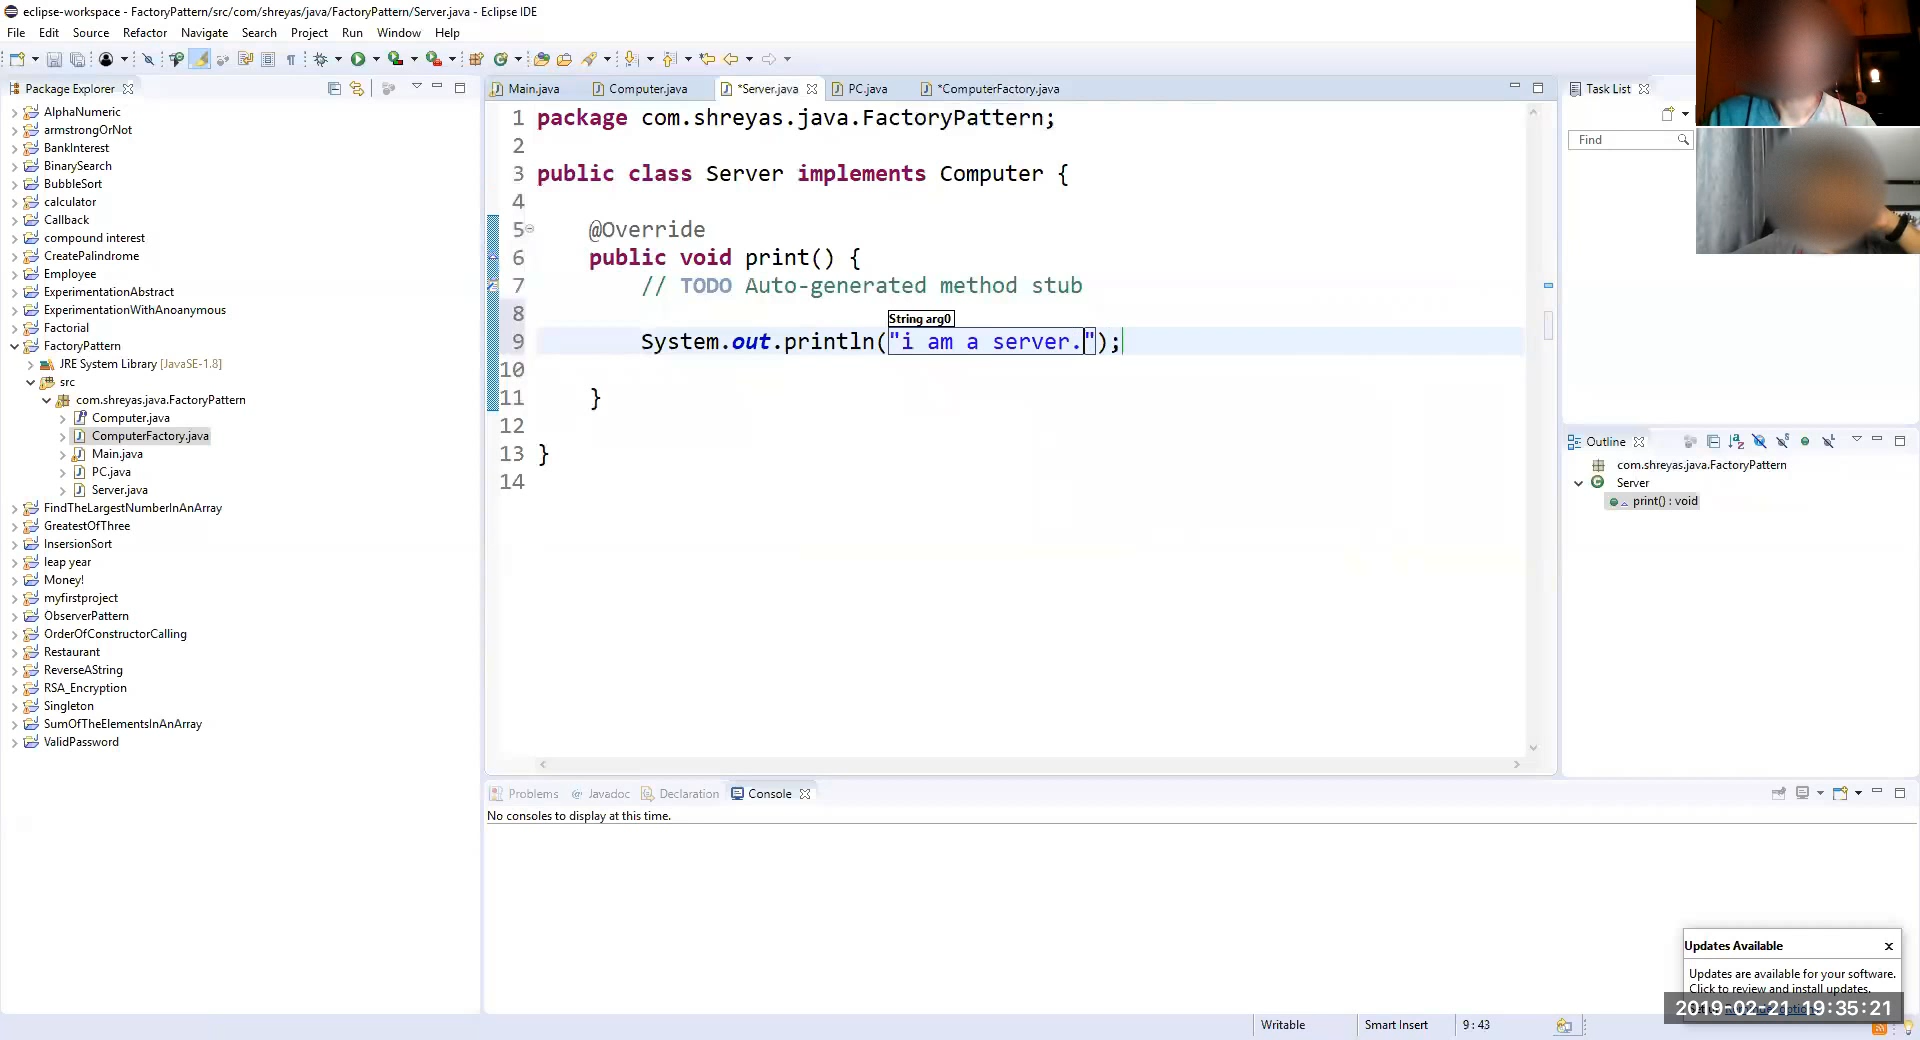 eclipse-workspace - FactoryPattern/src/com/shreyas/java/FactoryPattern/Server.java - Eclipse IDE
File Edit Source Refactor Navigate Search Project Run Window Help
Package Explorer
AlphaNumeric
armstrongOrNot
BankInterest
BinarySearch
BubbleSort
calculator
Callback
compound interest
CreatePalindrome
Employee
ExperimentationAbstract
ExperimentationWithAnoanymous
Factorial
FactoryPattern
JRE System Library [JavaSE-1.8]
src
com.shreyas.java.FactoryPattern
Computer.java
ComputerFactory.java
Main.java
PC.java
Server.java
FindTheLargestNumberInAnArray
GreatestOfThree
InsersionSort
leap year
Money!
myfirstproject
ObserverPattern
OrderOfConstructorCalling
Restaurant
ReverseAString
RSA_Encryption
Singleton
SumOfTheElementsInAnArray
ValidPassword
Main.java Computer.java *Server.java PC.java *ComputerFactory.java
1 package com.shreyas.java.FactoryPattern;
2
3 public class Server implements Computer {
4
5 @Override
6 public void print() {
7 // TODO Auto-generated method stub
8
String arg0
9 System.out.println("i am a server.");
10
11 }
12
13 }
14
Task List
Find
Outline
com.shreyas.java.FactoryPattern
Server
print() : void
Problems @ Javadoc Declaration Console
No consoles to display at this time.
Updates Available
Updates are available for your software.
Click to review and install updates.
2019-02-21 19:35:21
Writable Smart Insert 9 : 43